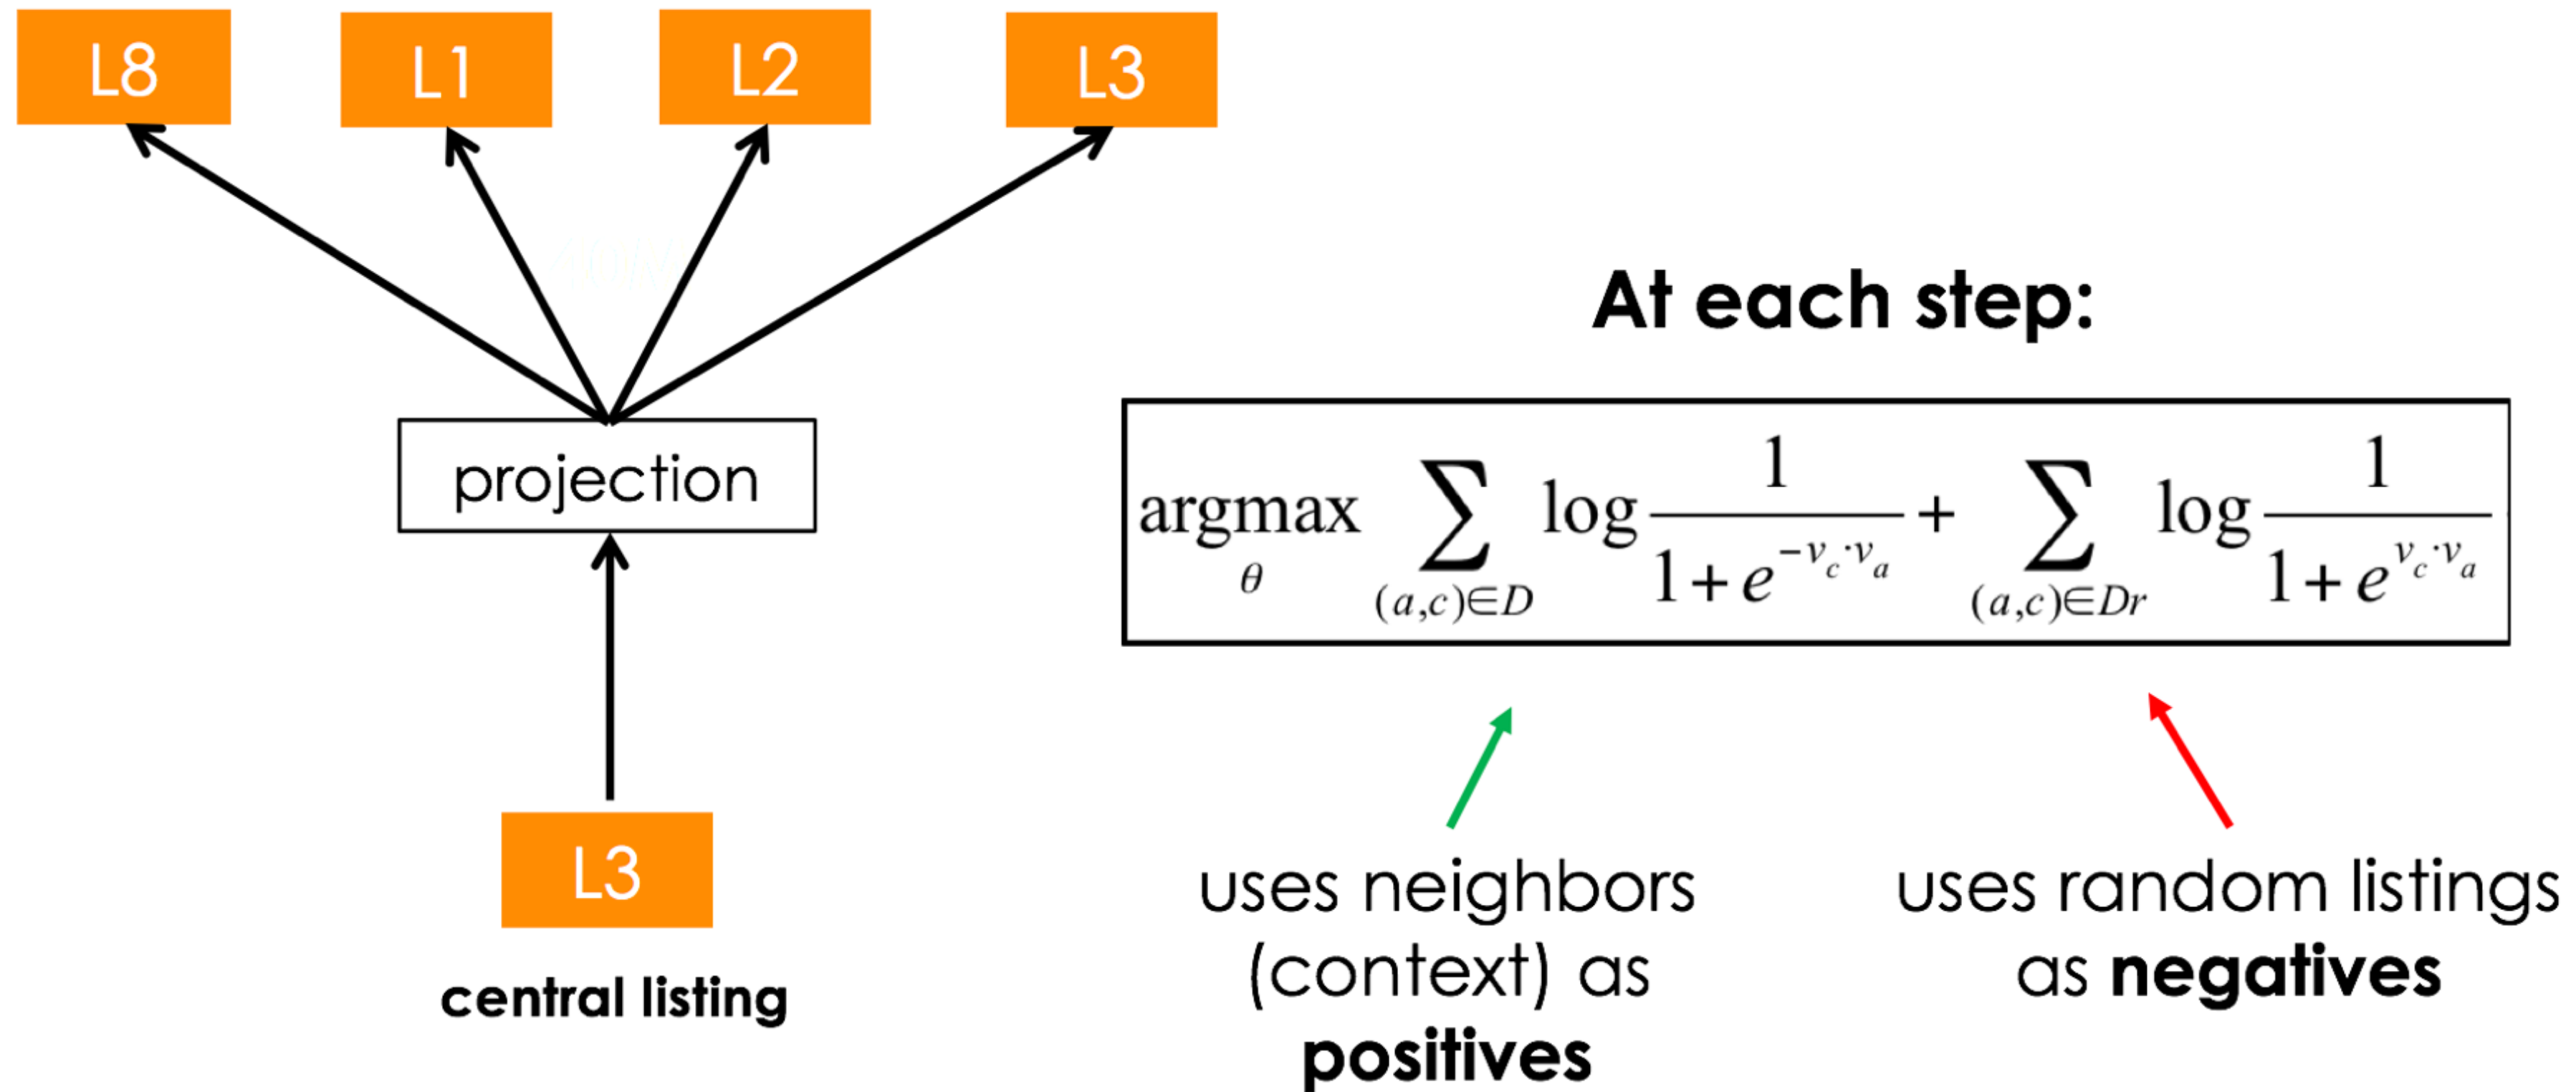 L8 L1 L2 L3
projection
L3
central listing
At each step:
argmax_θ ∑_{(a,c)∈D} log 1/(1+e^{-v_c·v_a}) + ∑_{(a,c)∈Dr} log 1/(1+e^{v_c·v_a})
uses neighbors
(context) as
positives
uses random listings
as negatives